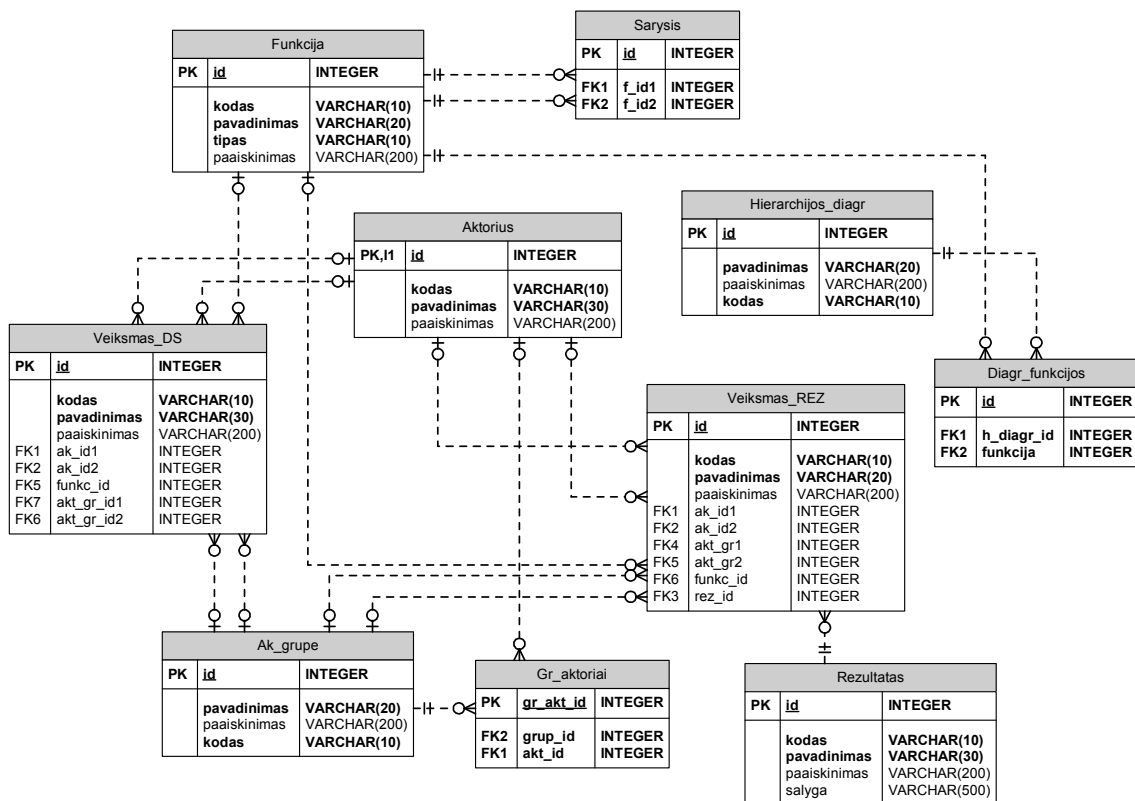 Funkcija
PK id INTEGER
kodas VARCHAR(10)
pavadinimas VARCHAR(20)
tipas VARCHAR(10)
paaiskinimas VARCHAR(200)
Sarysis
PK id INTEGER
FK1 f_id1 INTEGER
FK2 f_id2 INTEGER
Aktorius
PK,I1 id INTEGER
kodas VARCHAR(10)
pavadinimas VARCHAR(30)
paaiskinimas VARCHAR(200)
Hierarchijos_diagr
PK id INTEGER
pavadinimas VARCHAR(20)
paaiskinimas VARCHAR(200)
kodas VARCHAR(10)
Veiksmas_DS
PK id INTEGER
kodas VARCHAR(10)
pavadinimas VARCHAR(30)
paaiskinimas VARCHAR(200)
FK1 ak_id1 INTEGER
FK2 ak_id2 INTEGER
FK5 funkc_id INTEGER
FK7 akt_gr_id1 INTEGER
FK6 akt_gr_id2 INTEGER
Veiksmas_REZ
PK id INTEGER
kodas VARCHAR(10)
pavadinimas VARCHAR(20)
paaiskinimas VARCHAR(200)
FK1 ak_id1 INTEGER
FK2 ak_id2 INTEGER
FK4 akt_gr1 INTEGER
FK5 akt_gr2 INTEGER
FK6 funkc_id INTEGER
FK3 rez_id INTEGER
Diagr_funkcijos
PK id INTEGER
FK1 h_diagr_id INTEGER
FK2 funkcija INTEGER
Ak_grupe
PK id INTEGER
pavadinimas VARCHAR(20)
paaiskinimas VARCHAR(200)
kodas VARCHAR(10)
Gr_aktoriai
PK gr_akt_id INTEGER
FK2 grup_id INTEGER
FK1 akt_id INTEGER
Rezultatas
PK id INTEGER
kodas VARCHAR(10)
pavadinimas VARCHAR(30)
paaiskinimas VARCHAR(200)
salyga VARCHAR(500)